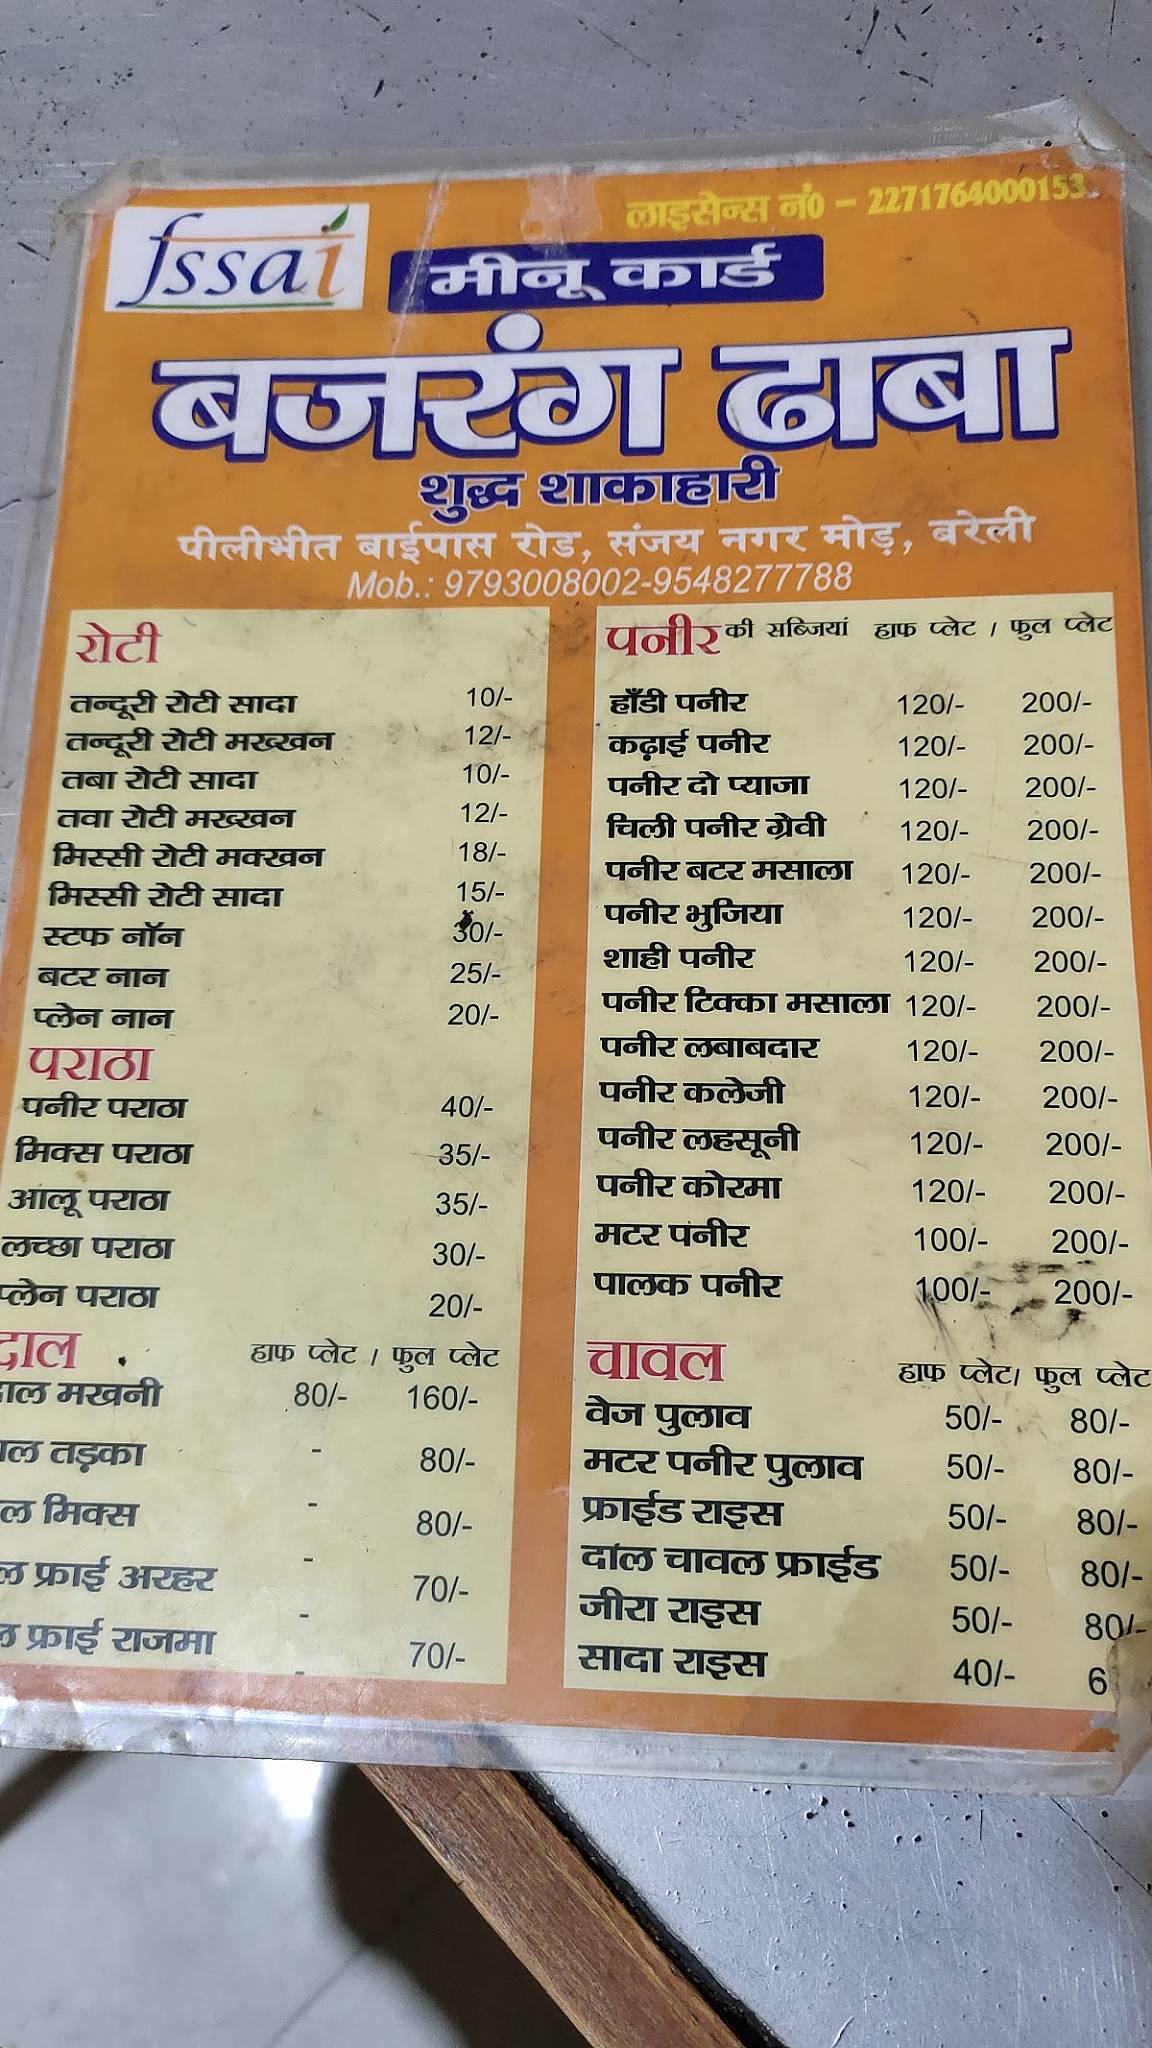 fssai
लाइसेन्स नं0 - 2271764000153
मीनू कार्ड
बजरंग ढाबा
शुद्ध शाकाहारी
पीलीभीत बाईपास रोड, संजय नगर मोड़, बरेली
Mob.: 9793008002-9548277788
रोटी
तन्दूरी रोटी सादा 10/-
तन्दूरी रोटी मख्खन 12/-
तबा रोटी सादा 10/-
तवा रोटी मख्खन 12/-
मिस्सी रोटी मक्खन 18/-
मिस्सी रोटी सादा 15/-
स्टफ नॉन 30/-
बटर नान 25/-
प्लेन नान 20/-
पराठा
पनीर पराठा 40/-
मिक्स पराठा 35/-
आलू पराठा 35/-
लच्छा पराठा 30/-
प्लेन पराठा 20/-
दाल हाफ प्लेट / फुल प्लेट
दाल मखनी 80/- 160/-
तड़का - 80/-
मिक्स - 80/-
फ्राई अरहर - 70/-
फ्राई राजमा - 70/-
-
पनीर की सब्जियां हाफ प्लेट / फुल प्लेट
हाँडी पनीर 120/- 200/-
कढ़ाई पनीर 120/- 200/-
पनीर दो प्याजा 120/- 200/-
चिली पनीर ग्रेवी 120/- 200/-
पनीर बटर मसाला 120/- 200/-
पनीर भुजिया 120/- 200/-
शाही पनीर 120/- 200/-
पनीर टिक्का मसाला 120/- 200/-
पनीर लबाबदार 120/- 200/-
पनीर कलेजी 120/- 200/-
पनीर लहसूनी 120/- 200/-
पनीर कोरमा 120/- 200/-
मटर पनीर 100/- 200/-
पालक पनीर 100/- 200/-
चावल हाफ प्लेट/ फुल प्लेट
वेज पुलाव 50/- 80/-
मटर पनीर पुलाव 50/- 80/-
फ्राईड राइस 50/- 80/-
दाल चावल फ्राईड 50/- 80/-
जीरा राइस 50/- 80/-
सादा राइस 40/- 6